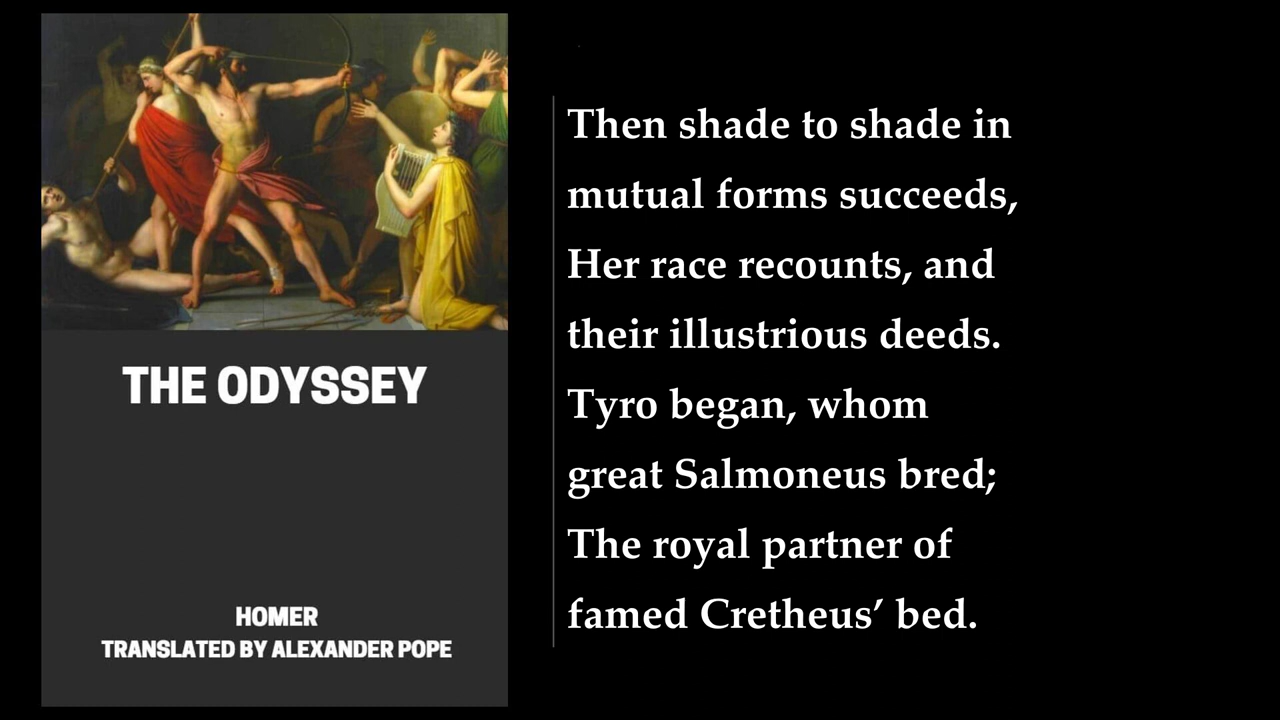 THE ODYSSEY
HOMER
TRANSLATED BY ALEXANDER POPE
Then shade to shade in
mutual forms succeeds,
Her race recounts, and
their illustrious deeds.
Tyro began, whom
great Salmoneus bred;
The royal partner of
famed Cretheus’ bed.